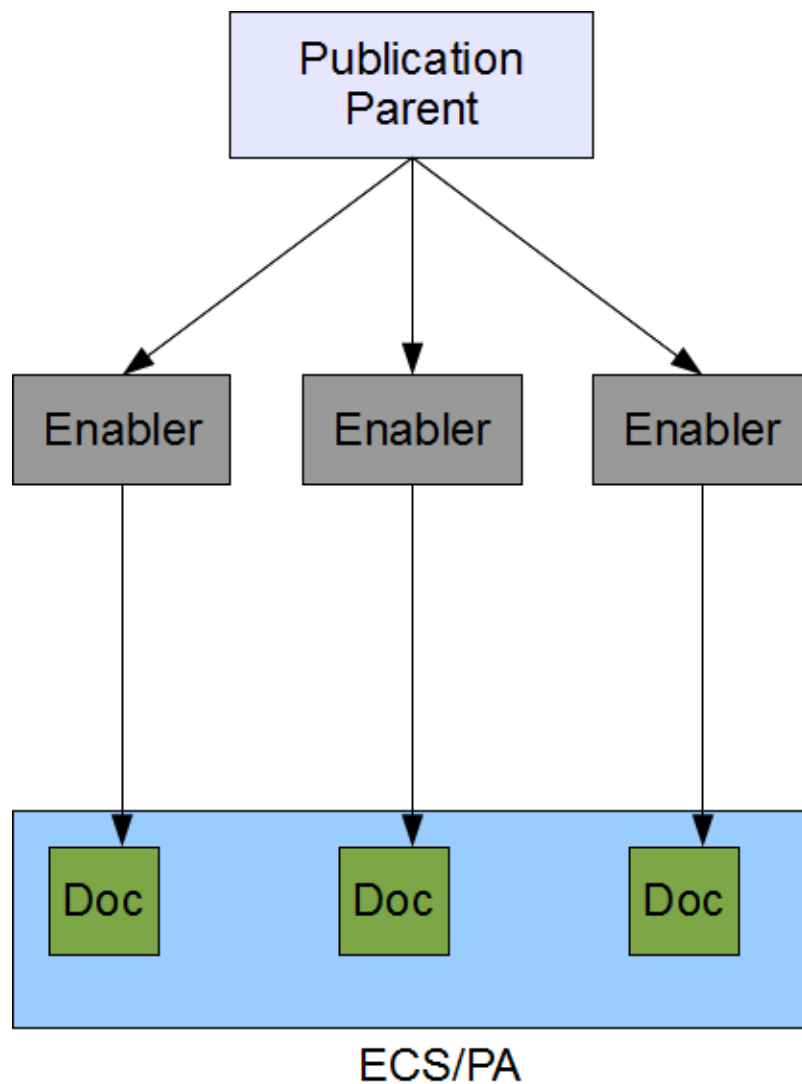 Publication
Parent
Enabler Enabler Enabler
Doc Doc Doc
ECS/PA